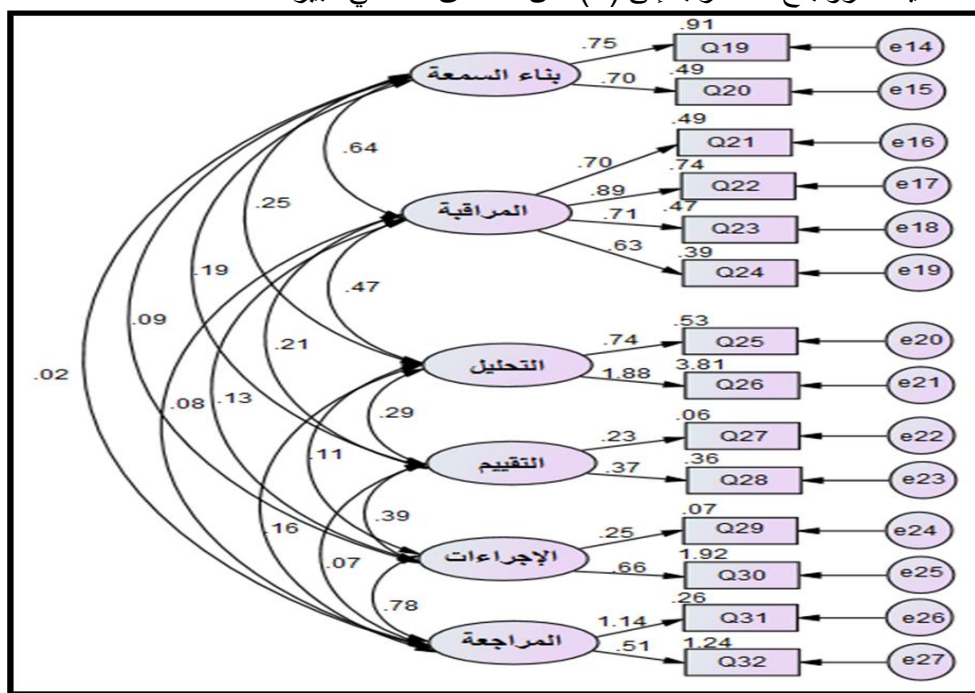 .91
.75 Q19 e14
بناء السمعة
.49
.70 Q20 e15
.49
.64 Q21 e16
.70 .74
.89 Q22 e17
المراقبة
.25 .47
.71 Q23 e18
.63 .39
.19 Q24 e19
.47
.53
.09 .21 .74 Q25 e20
التحليل
3.81
.02 1.88 Q26 e21
.08 .13 .29
.06
.23 Q27 e22
.11 التقييم
.36
.37 Q28 e23
.39 .07
.16 .25 Q29 e24
الإجراءات
1.92
.07 .66 Q30 e25
.26
.78 1.14 Q31 e26
المراجعة
1.24
.51 Q32 e27